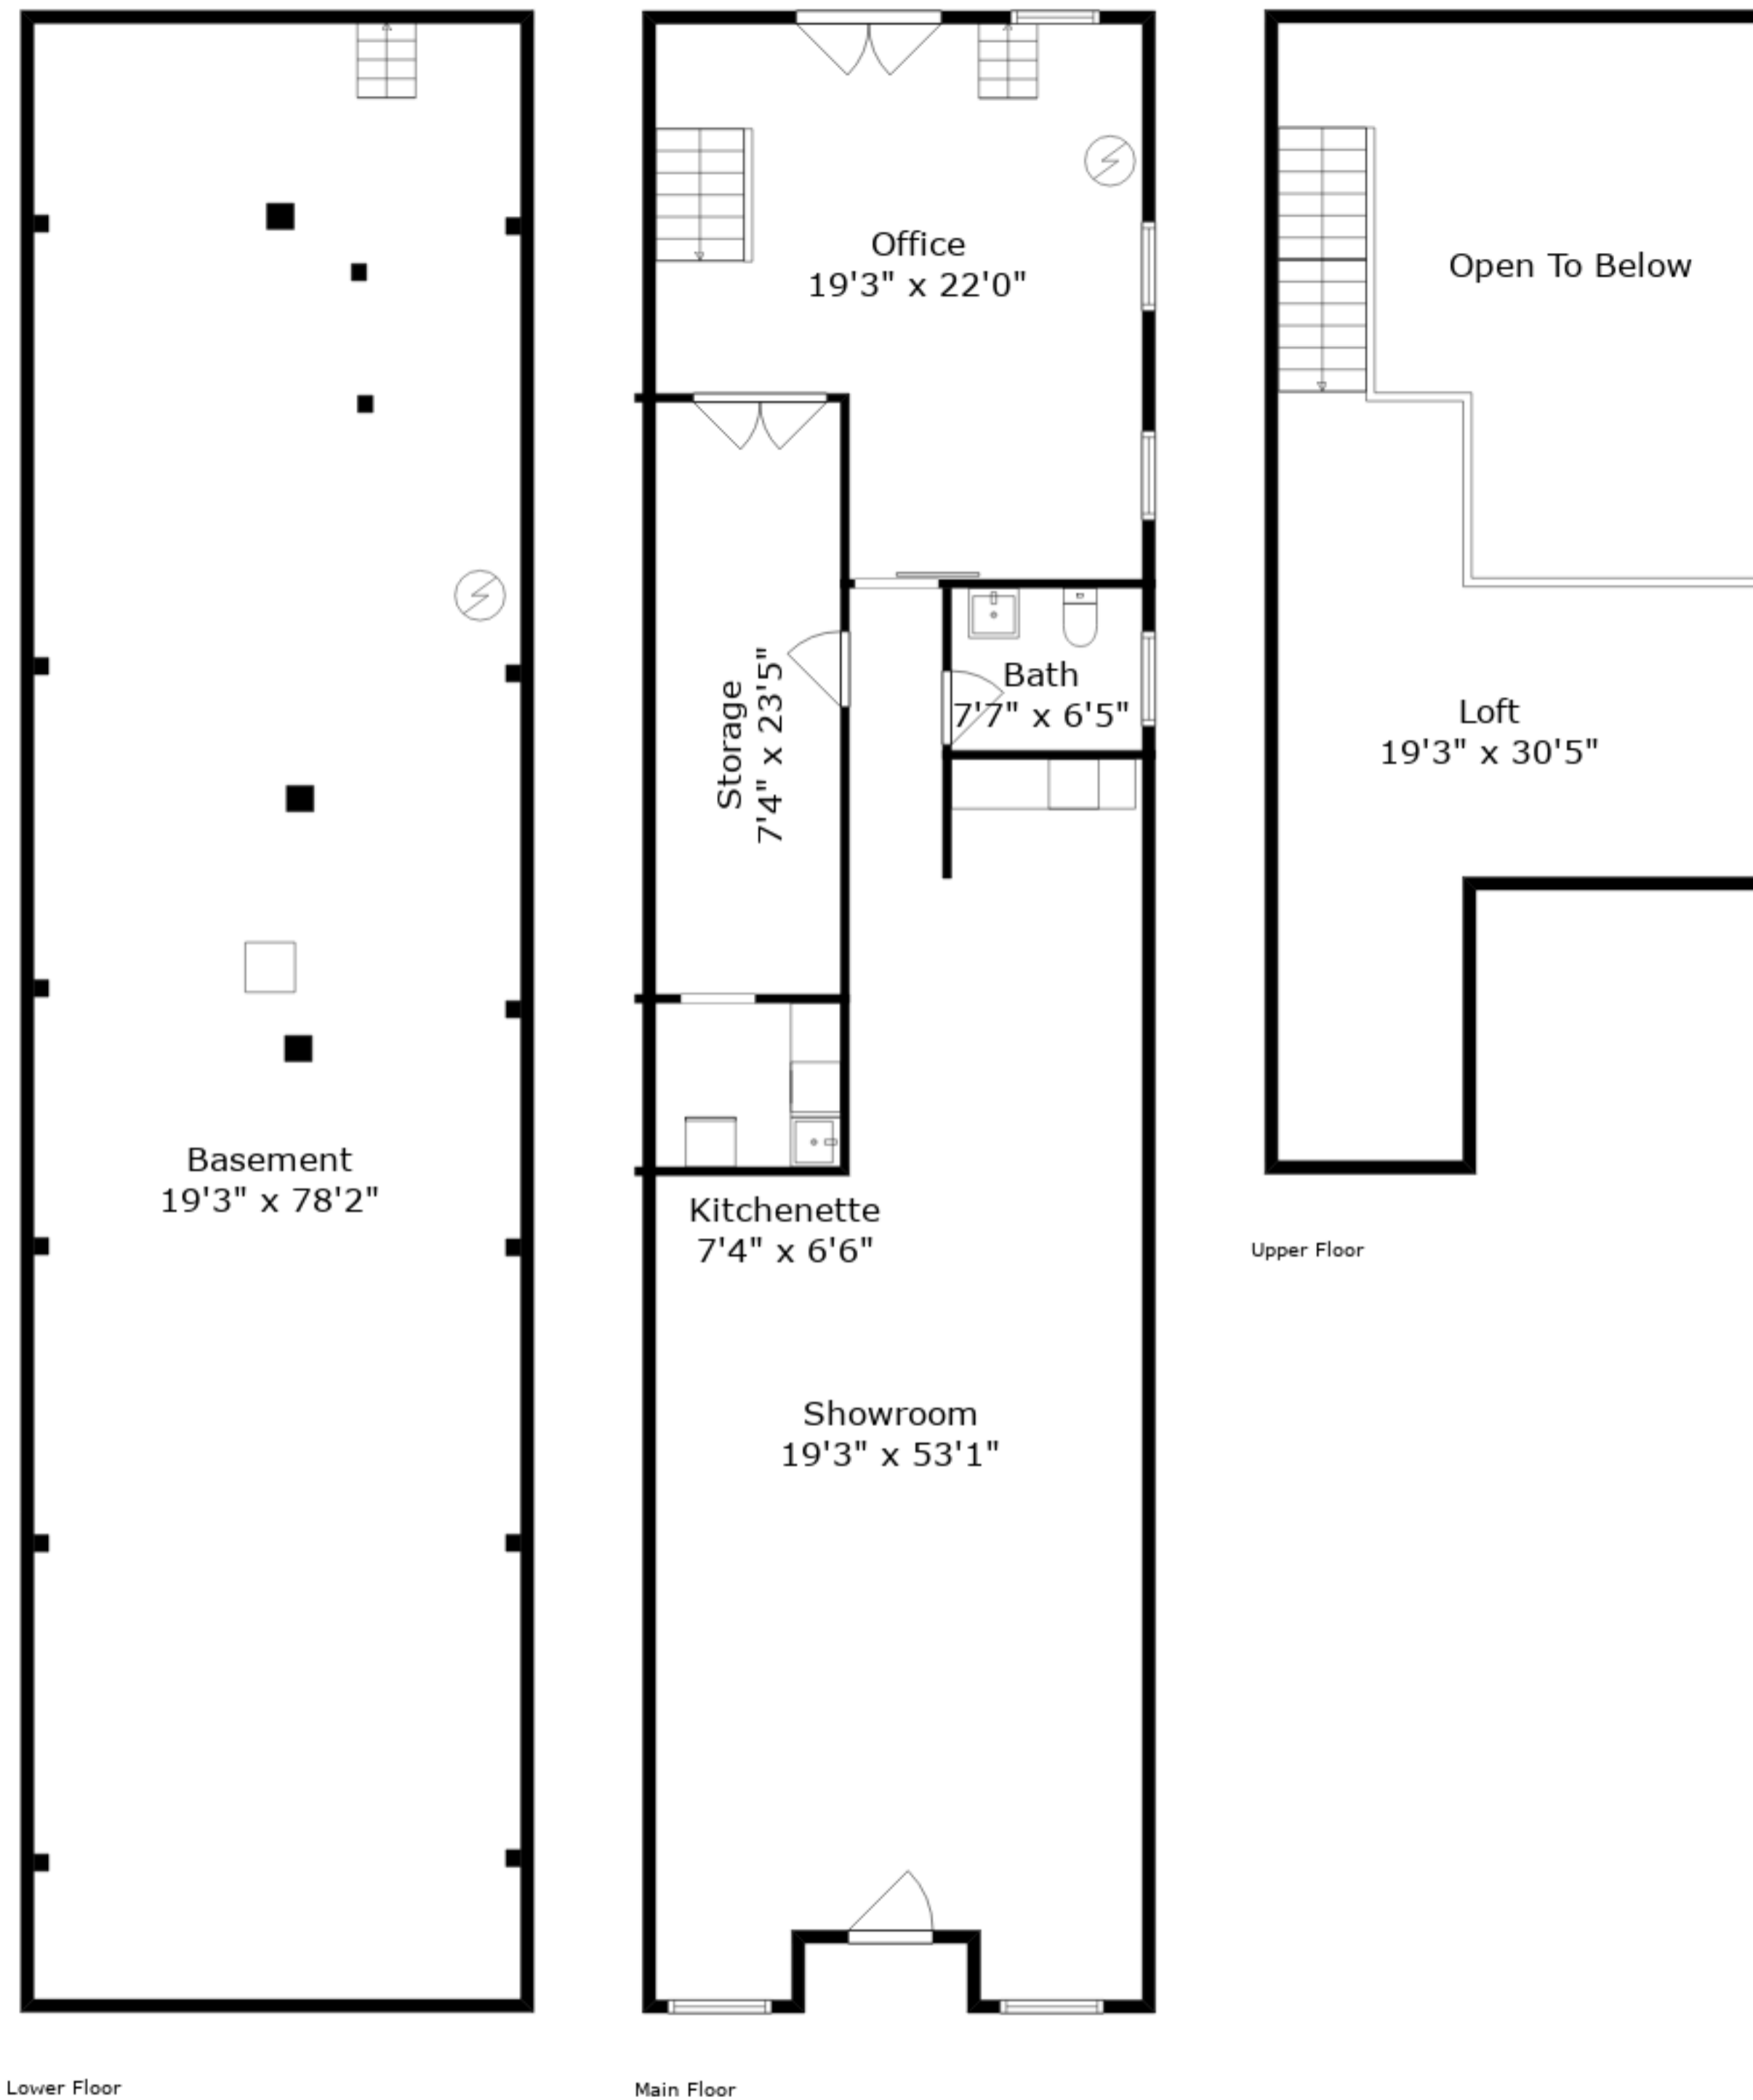 Office
19'3" x 22'0"
Open To Below
Storage
7'4" x 23'5"
Bath
7'7" x 6'5"
Loft
19'3" x 30'5"
Basement
19'3" x 78'2"
Kitchenette
7'4" x 6'6"
Upper Floor
Showroom
19'3" x 53'1"
Lower Floor
Main Floor